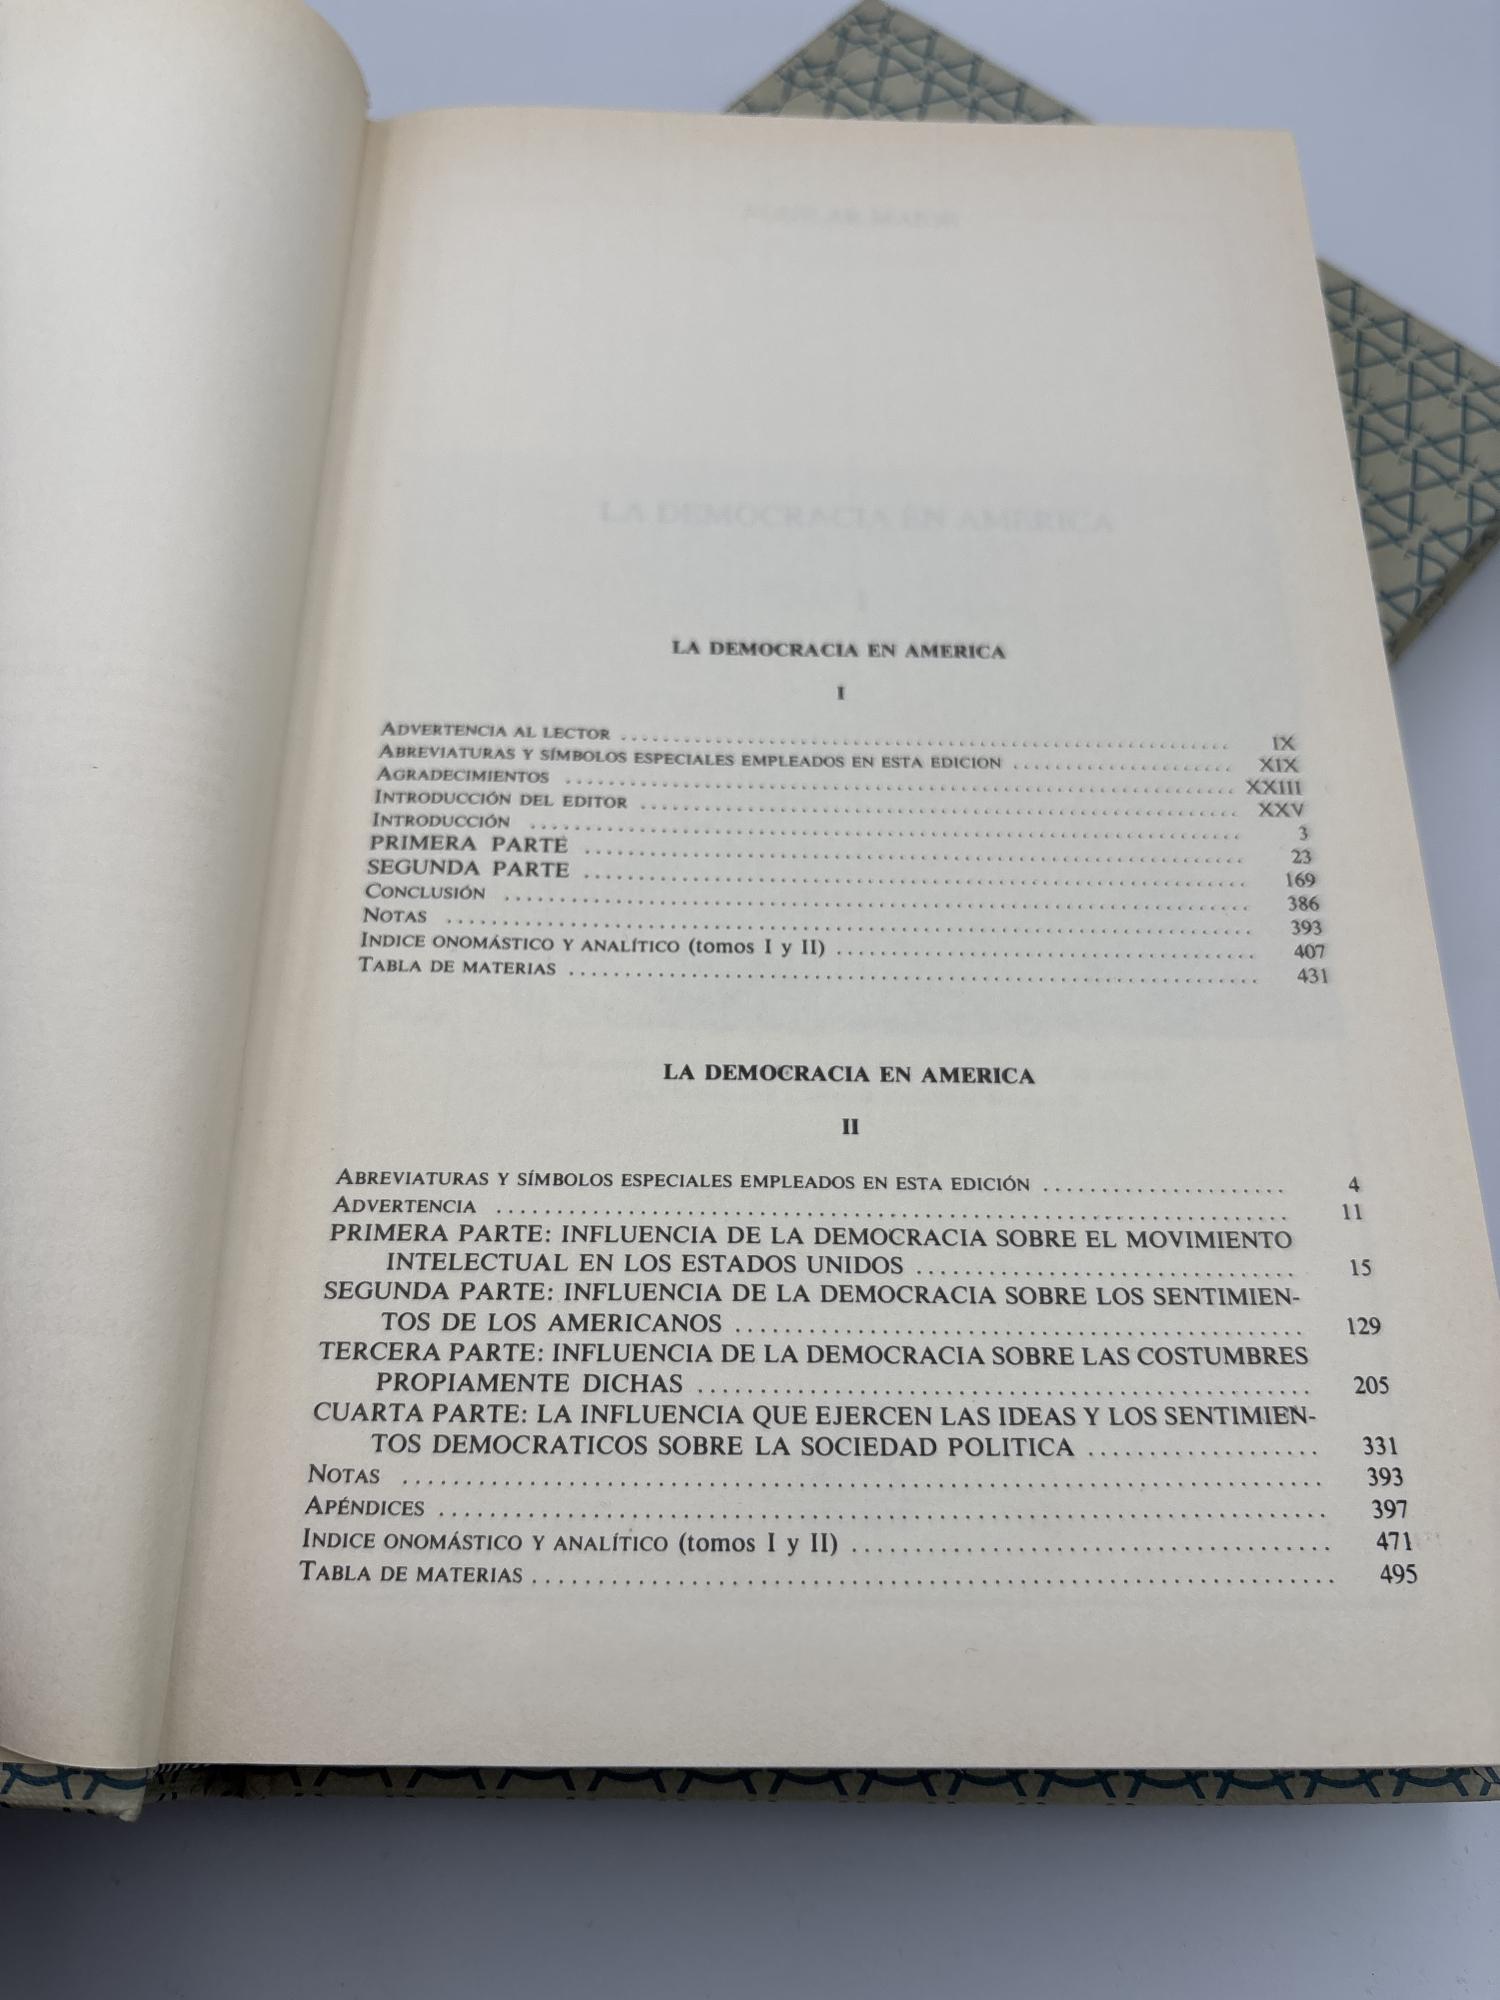 LA DEMOCRACIA EN AMERICA
I
LA DEMOCRACIA EN AMERICA
I
ADVERTENCIA AL LECTOR ........ IX
ABREVIATURAS Y SÍMBOLOS ESPECIALES EMPLEADOS EN ESTA EDICION ........ XIX
AGRADECIMIENTOS ........ XXIII
INTRODUCCIÓN DEL EDITOR ........ XXV
INTRODUCCIÓN ........ 3
PRIMERA PARTE ........ 23
SEGUNDA PARTE ........ 169
CONCLUSIÓN ........ 386
NOTAS ........ 393
INDICE ONOMÁSTICO Y ANALÍTICO (tomos I y II) ........ 407
TABLA DE MATERIAS ........ 431
LA DEMOCRACIA EN AMERICA
II
ABREVIATURAS Y SÍMBOLOS ESPECIALES EMPLEADOS EN ESTA EDICIÓN ........ 4
ADVERTENCIA ........ 11
PRIMERA PARTE: INFLUENCIA DE LA DEMOCRACIA SOBRE EL MOVIMIENTO
INTELECTUAL EN LOS ESTADOS UNIDOS ........ 15
SEGUNDA PARTE: INFLUENCIA DE LA DEMOCRACIA SOBRE LOS SENTIMIEN-
TOS DE LOS AMERICANOS ........ 129
TERCERA PARTE: INFLUENCIA DE LA DEMOCRACIA SOBRE LAS COSTUMBRES
PROPIAMENTE DICHAS ........ 205
CUARTA PARTE: LA INFLUENCIA QUE EJERCEN LAS IDEAS Y LOS SENTIMIEN-
TOS DEMOCRATICOS SOBRE LA SOCIEDAD POLITICA ........ 331
NOTAS ........ 393
APÉNDICES ........ 397
INDICE ONOMÁSTICO Y ANALÍTICO (tomos I y II) ........ 471
TABLA DE MATERIAS ........ 495